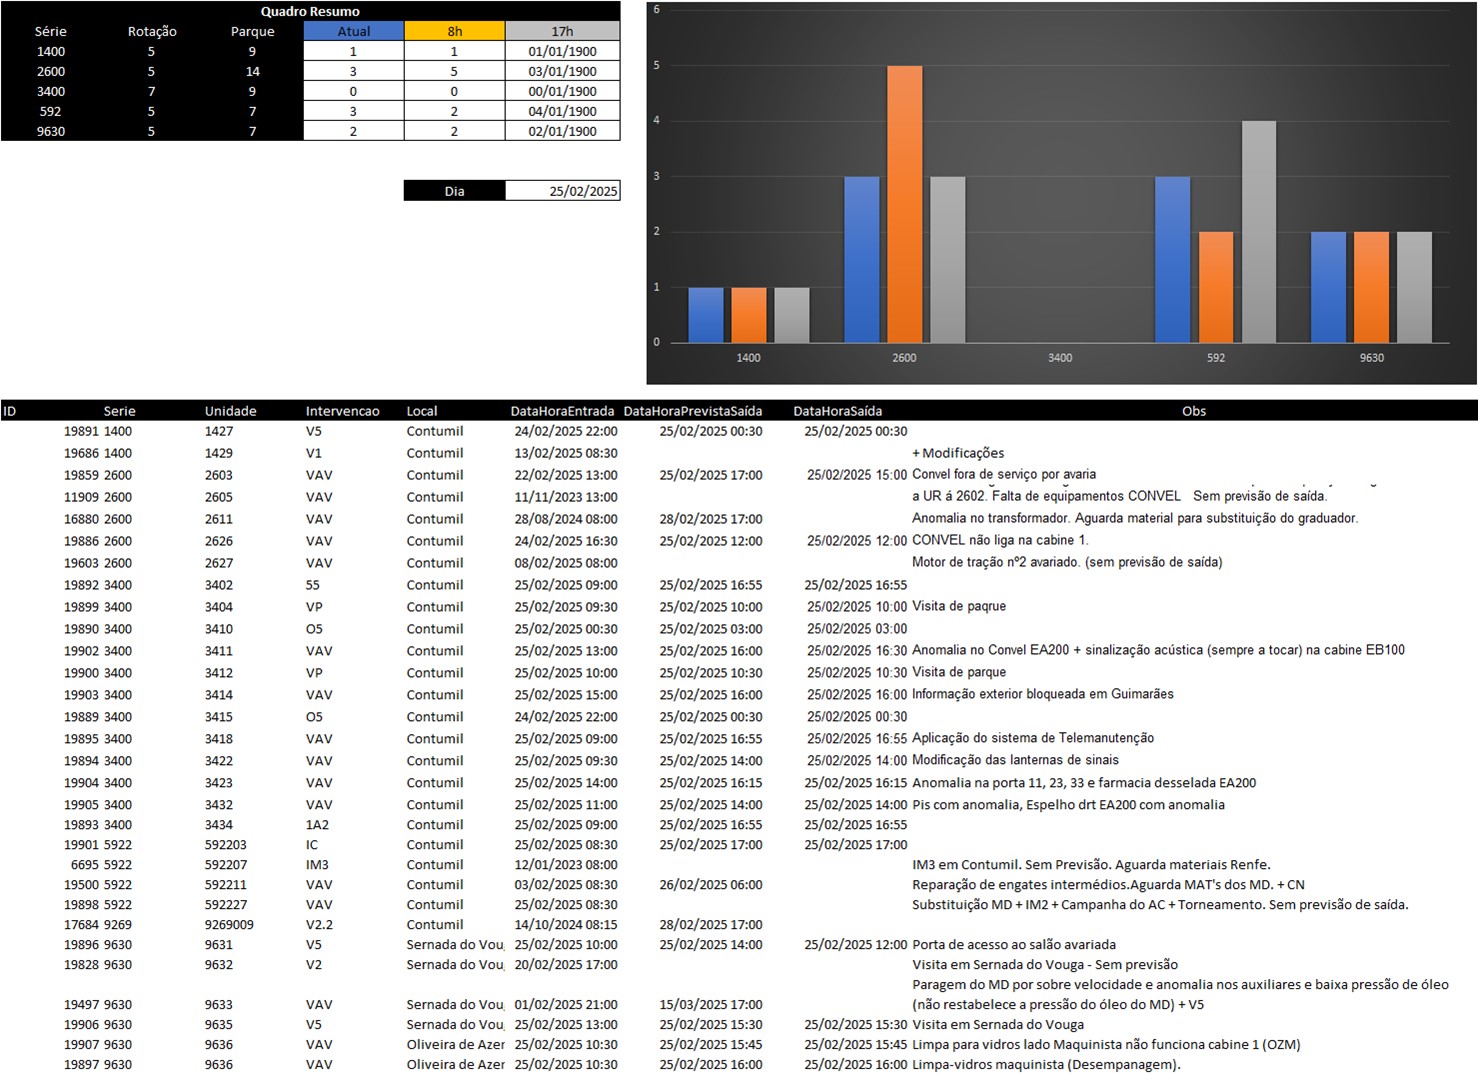 Quadro Resumo
Série Rotação Parque Atual 8h 17h
1400 5 9 1 1 01/01/1900
2600 5 14 3 5 03/01/1900
3400 7 9 0 0 00/01/1900
592 5 7 3 2 04/01/1900
9630 5 7 2 2 02/01/1900
Dia 25/02/2025
6
5
4
3
2
1
0
1400 2600 3400 592 9630
ID Serie Unidade Intervencao Local DataHoraEntrada DataHoraPrevistaSaída DataHoraSaída Obs
19891 1400 1427 V5 Contumil 24/02/2025 22:00 25/02/2025 00:30 25/02/2025 00:30
19686 1400 1429 V1 Contumil 13/02/2025 08:30 + Modificações
19859 2600 2603 VAV Contumil 22/02/2025 13:00 25/02/2025 17:00 25/02/2025 15:00 Convel fora de serviço por avaria
11909 2600 2605 VAV Contumil 11/11/2023 13:00 a UR á 2602. Falta de equipamentos CONVEL Sem previsão de saída.
16880 2600 2611 VAV Contumil 28/08/2024 08:00 28/02/2025 17:00 Anomalia no transformador. Aguarda material para substituição do graduador.
19886 2600 2626 VAV Contumil 24/02/2025 16:30 25/02/2025 12:00 25/02/2025 12:00 CONVEL não liga na cabine 1.
19603 2600 2627 VAV Contumil 08/02/2025 08:00 Motor de tração nº2 avariado. (sem previsão de saída)
19892 3400 3402 55 Contumil 25/02/2025 09:00 25/02/2025 16:55 25/02/2025 16:55
19899 3400 3404 VP Contumil 25/02/2025 09:30 25/02/2025 10:00 25/02/2025 10:00 Visita de paqrue
19890 3400 3410 O5 Contumil 25/02/2025 00:30 25/02/2025 03:00 25/02/2025 03:00
19902 3400 3411 VAV Contumil 25/02/2025 13:00 25/02/2025 16:00 25/02/2025 16:30 Anomalia no Convel EA200 + sinalização acústica (sempre a tocar) na cabine EB100
19900 3400 3412 VP Contumil 25/02/2025 10:00 25/02/2025 10:30 25/02/2025 10:30 Visita de parque
19903 3400 3414 VAV Contumil 25/02/2025 15:00 25/02/2025 16:00 25/02/2025 16:00 Informação exterior bloqueada em Guimarães
19889 3400 3415 O5 Contumil 24/02/2025 22:00 25/02/2025 00:30 25/02/2025 00:30
19895 3400 3418 VAV Contumil 25/02/2025 09:00 25/02/2025 16:55 25/02/2025 16:55 Aplicação do sistema de Telemanutenção
19894 3400 3422 VAV Contumil 25/02/2025 09:30 25/02/2025 14:00 25/02/2025 14:00 Modificação das lanternas de sinais
19904 3400 3423 VAV Contumil 25/02/2025 14:00 25/02/2025 16:15 25/02/2025 16:15 Anomalia na porta 11, 23, 33 e farmacia desselada EA200
19905 3400 3432 VAV Contumil 25/02/2025 11:00 25/02/2025 14:00 25/02/2025 14:00 Pis com anomalia, Espelho drt EA200 com anomalia
19893 3400 3434 1A2 Contumil 25/02/2025 09:00 25/02/2025 16:55 25/02/2025 16:55
19901 5922 592203 IC Contumil 25/02/2025 08:30 25/02/2025 17:00 25/02/2025 17:00
6695 5922 592207 IM3 Contumil 12/01/2023 08:00 IM3 em Contumil. Sem Previsão. Aguarda materiais Renfe.
19500 5922 592211 VAV Contumil 03/02/2025 08:30 26/02/2025 06:00 Reparação de engates intermédios.Aguarda MAT's dos MD. + CN
19898 5922 592227 VAV Contumil 25/02/2025 08:30 Substituição MD + IM2 + Campanha do AC + Torneamento. Sem previsão de saída.
17684 9269 9269009 V2.2 Contumil 14/10/2024 08:15 28/02/2025 17:00
19896 9630 9631 V5 Sernada do Vou 25/02/2025 10:00 25/02/2025 14:00 25/02/2025 12:00 Porta de acesso ao salão avariada
19828 9630 9632 V2 Sernada do Vou 20/02/2025 17:00 Visita em Sernada do Vouga - Sem previsão
Paragem do MD por sobre velocidade e anomalia nos auxiliares e baixa pressão de óleo
19497 9630 9633 VAV Sernada do Vou 01/02/2025 21:00 15/03/2025 17:00 (não restabelece a pressão do óleo do MD) + V5
19906 9630 9635 V5 Sernada do Vou 25/02/2025 13:00 25/02/2025 15:30 25/02/2025 15:30 Visita em Sernada do Vouga
19907 9630 9636 VAV Oliveira de Azer 25/02/2025 10:30 25/02/2025 15:45 25/02/2025 15:45 Limpa para vidros lado Maquinista não funciona cabine 1 (OZM)
19897 9630 9636 VAV Oliveira de Azer 25/02/2025 10:30 25/02/2025 16:00 25/02/2025 16:00 Limpa-vidros maquinista (Desempanagem).